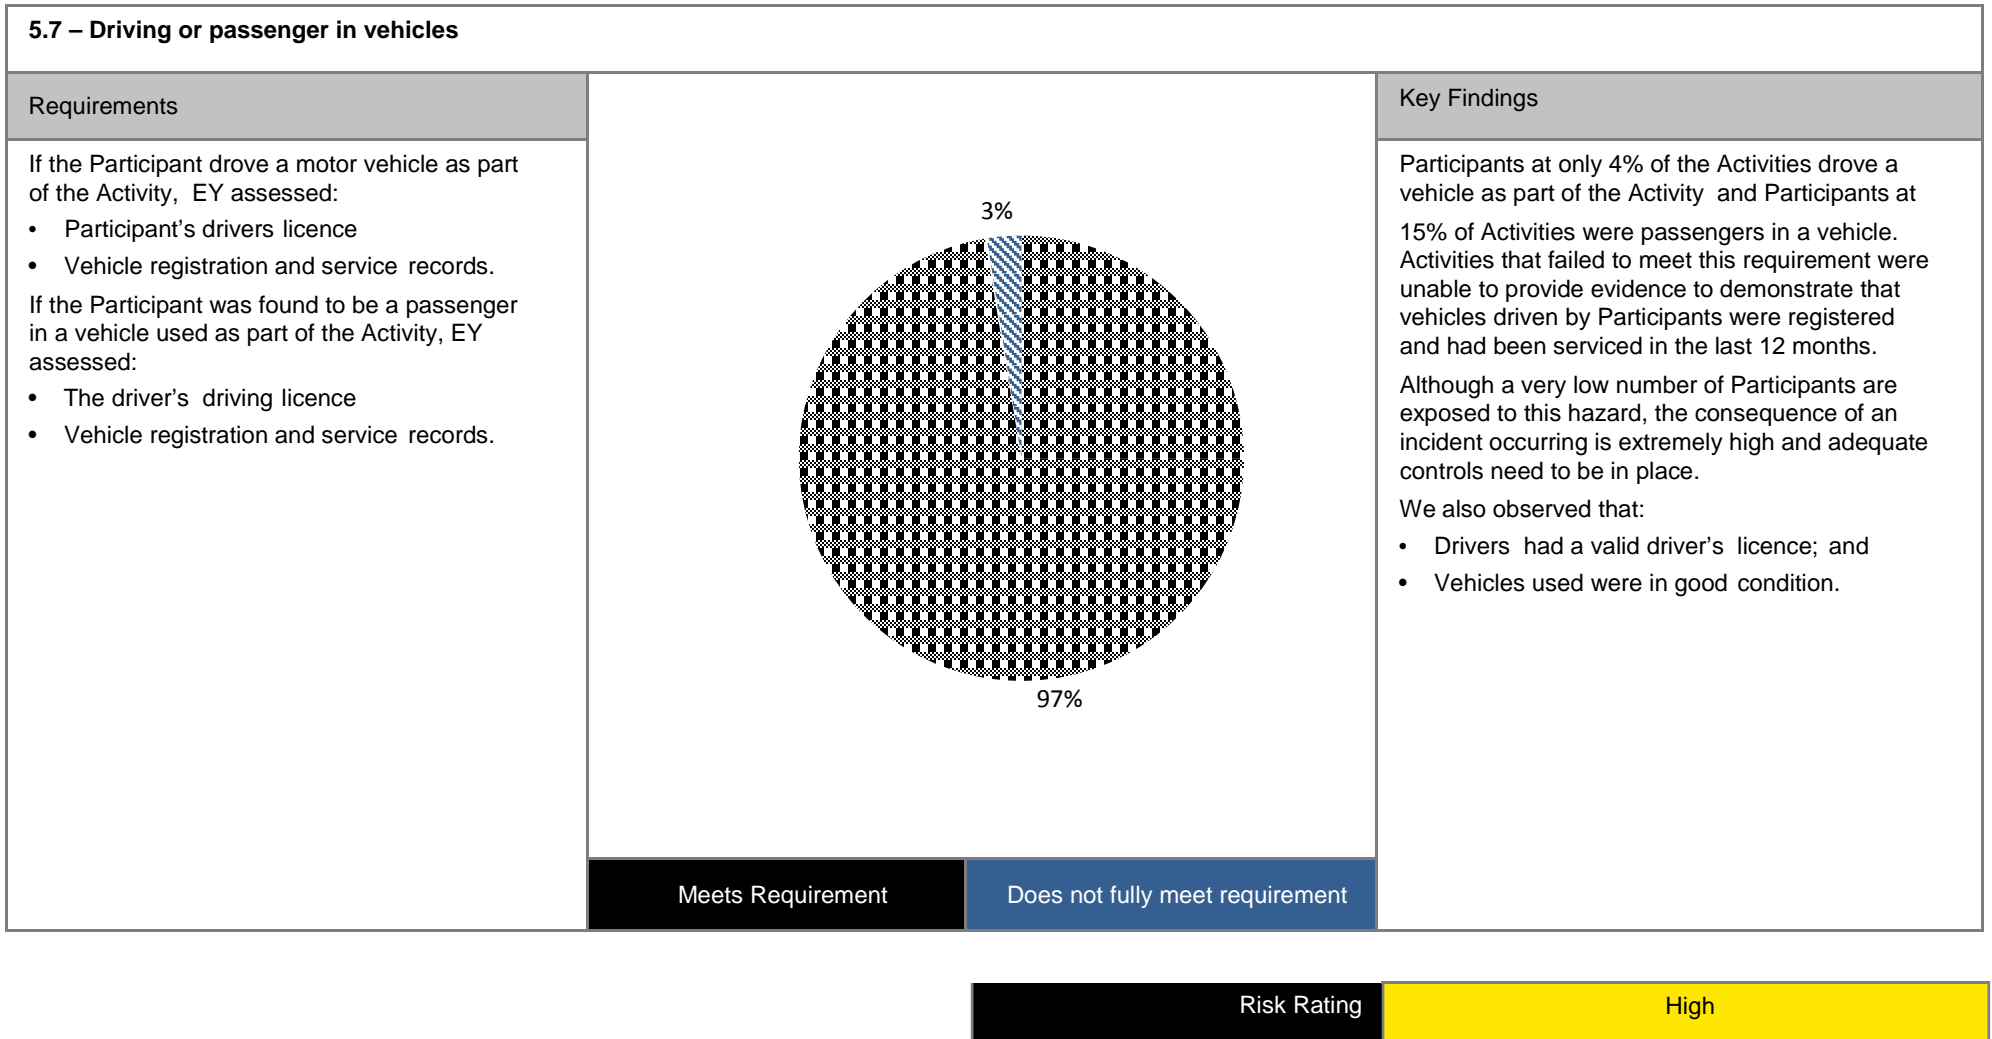 5.7 – Driving or passenger in vehicles
Requirements
If the Participant drove a motor vehicle as part
of the Activity, EY assessed:
• Participant’s drivers licence
• Vehicle registration and service records.
If the Participant was found to be a passenger
in a vehicle used as part of the Activity, EY
assessed:
• The driver’s driving licence
• Vehicle registration and service records.
3%
97%
Meets Requirement
Does not fully meet requirement
Key Findings
Participants at only 4% of the Activities drove a
vehicle as part of the Activity and Participants at
15% of Activities were passengers in a vehicle.
Activities that failed to meet this requirement were
unable to provide evidence to demonstrate that
vehicles driven by Participants were registered
and had been serviced in the last 12 months.
Although a very low number of Participants are
exposed to this hazard, the consequence of an
incident occurring is extremely high and adequate
controls need to be in place.
We also observed that:
• Drivers had a valid driver’s licence; and
• Vehicles used were in good condition.
Risk Rating
High